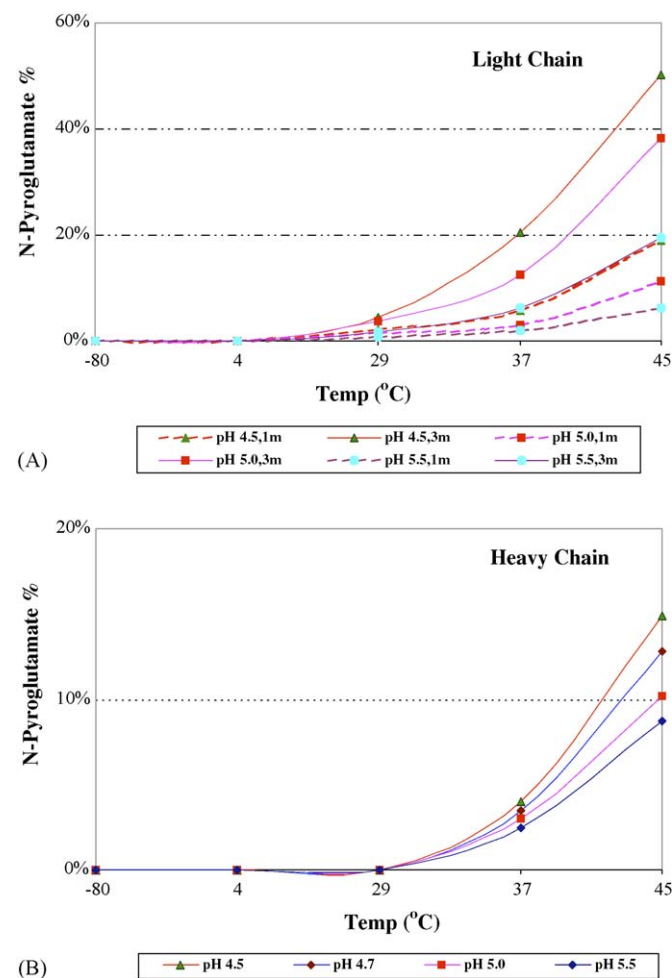 60%
Light Chain
40%
N-Pyroglutamate %
20%
0%
-80 4 29 37 45
Temp (°C)
pH 4.5,1m pH 4.5,3m pH 5.0,1m
(A) pH 5.0,3m pH 5.5,1m pH 5.5,3m
20%
Heavy Chain
N-Pyroglutamate %
10%
0%
-80 4 29 37 45
Temp (°C)
(B) pH 4.5 pH 4.7 pH 5.0 pH 5.5